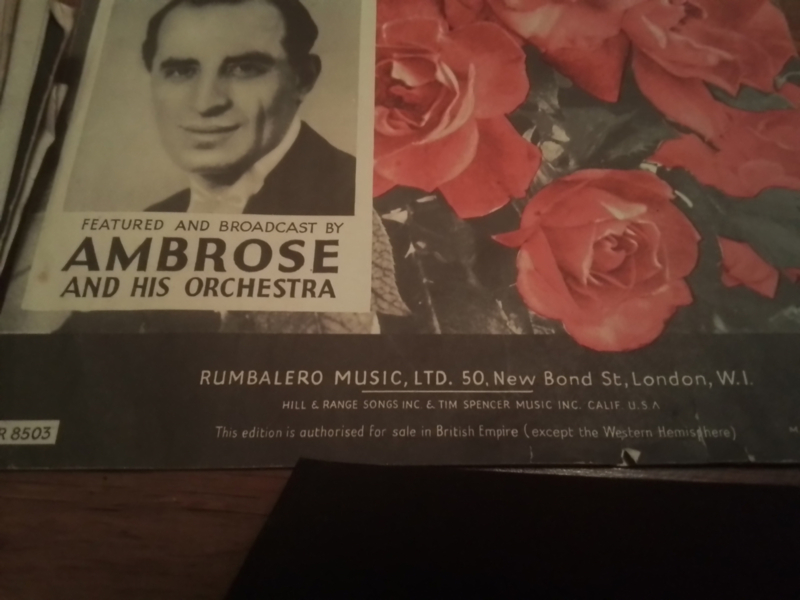 FEATURED AND BROADCAST BY
AMBROSE
AND HIS ORCHESTRA
RUMBALERO MUSIC, LTD. 50, New Bond St, London, W.I.
HILL & RANGE SONGS INC & TIM SPENCER MUSIC INC. CALIF. U.S.A
R 8503
This edition is authorised for sale in British Empire (except the Western Hemisphere)